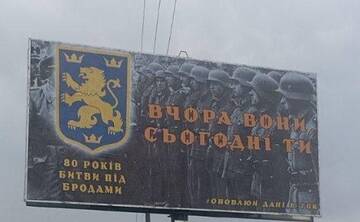 80 РОКІВ
БИТВИ ПІД
БРОДАМИ
ВЧОРА ВОНИ
СЬОГОДНІ ТИ